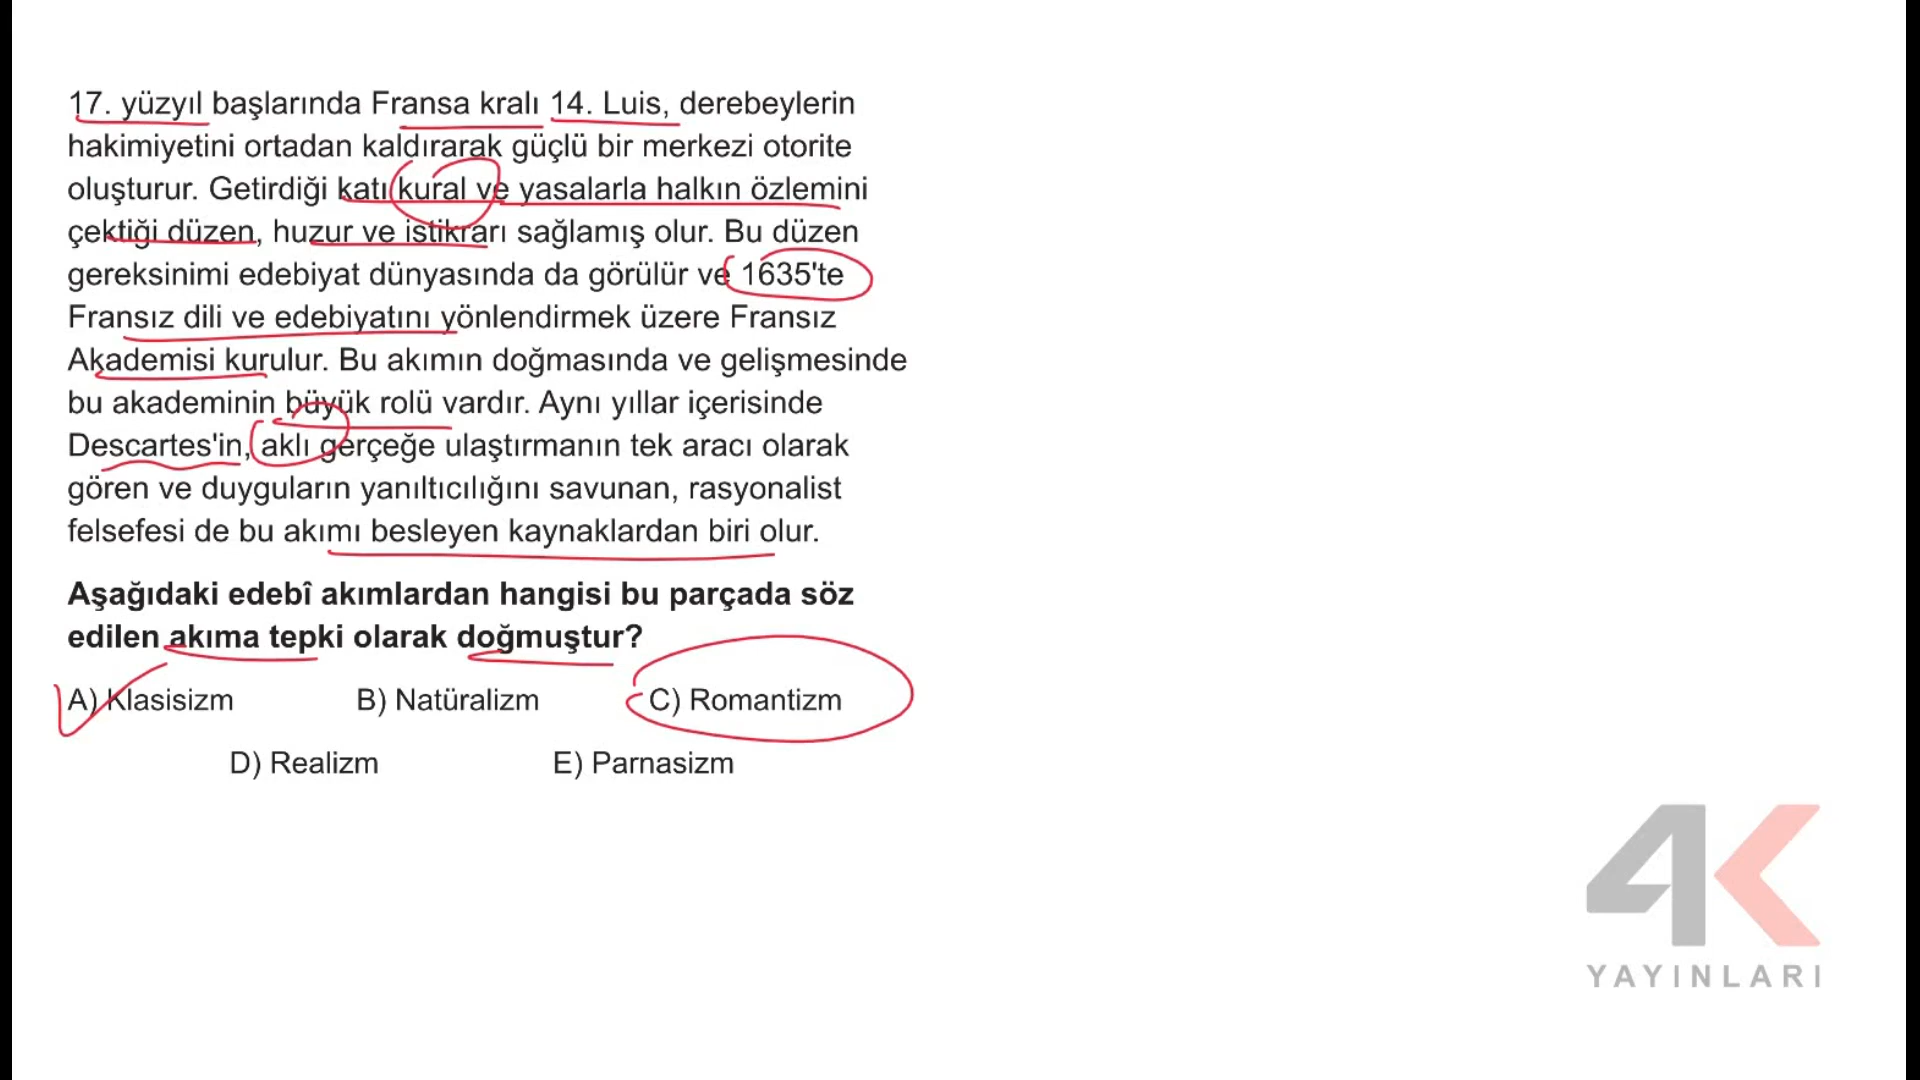 17. yüzyıl başlarında Fransa kralı 14. Luis, derebeylerin
hakimiyetini ortadan kaldırarak güçlü bir merkezi otorite
oluşturur. Getirdiği katı kural ve yasalarla halkın özlemini
çektiği düzen, huzur ve istikrarı sağlamış olur. Bu düzen
gereksinimi edebiyat dünyasında da görülür ve 1635'te
Fransız dili ve edebiyatını yönlendirmek üzere Fransız
Akademisi kurulur. Bu akımın doğmasında ve gelişmesinde
bu akademinin büyük rolü vardır. Aynı yıllar içerisinde
Descartes'in, aklı gerçeğe ulaştırmanın tek aracı olarak
gören ve duyguların yanıltıcılığını savunan, rasyonalist
felsefesi de bu akımı besleyen kaynaklardan biri olur.
Aşağıdaki edebî akımlardan hangisi bu parçada söz
edilen akıma tepki olarak doğmuştur?
A) Klasisizm B) Natüralizm C) Romantizm
D) Realizm E) Parnasizm
4K
YAYINLARI